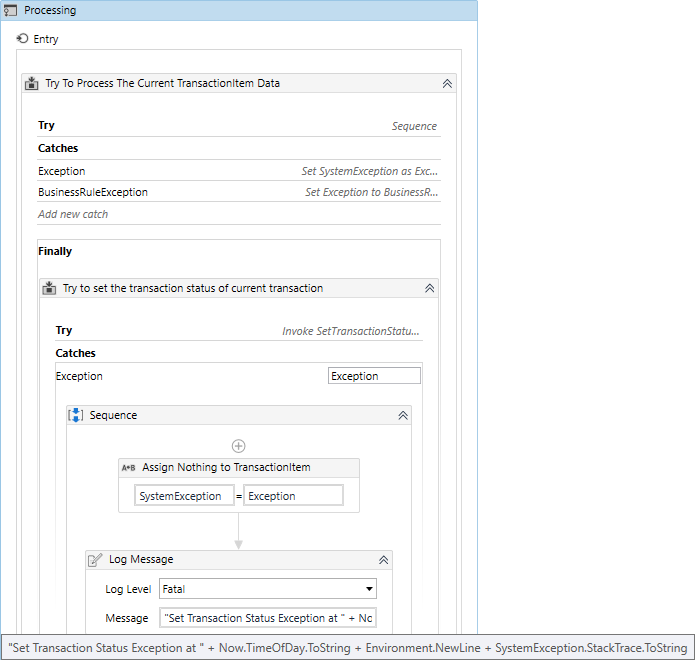 Processing
Entry
Try To Process The Current TransactionItem Data
Try Sequence
Catches
Exception Set SystemException as Exc...
BusinessRuleException Set Exception to BusinessR...
Add new catch
Finally
Try to set the transaction status of current transaction
Try Invoke SetTransactionStatu...
Catches
Exception Exception
Sequence
A*B Assign Nothing to TransactionItem
SystemException = Exception
Log Message
Log Level Fatal
Message "Set Transaction Status Exception at " + Nc
"Set Transaction Status Exception at " + Now.TimeOfDay.ToString + Environment.NewLine + SystemException.StackTrace.ToString